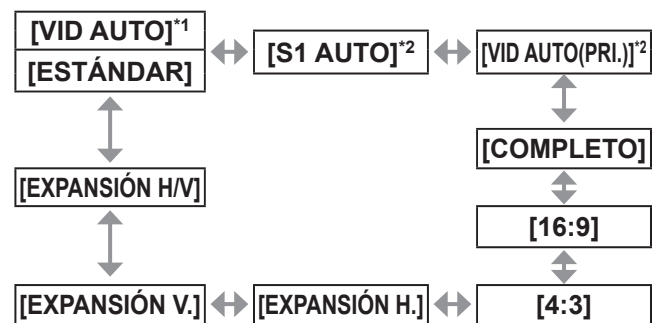 [VID AUTO]*1
[ESTÁNDAR]
[S1 AUTO]*2
[VID AUTO(PRI.)]*2
[COMPLETO]
[EXPANSIÓN H/V]
[16:9]
[EXPANSIÓN V.]
[EXPANSIÓN H.]
[4:3]